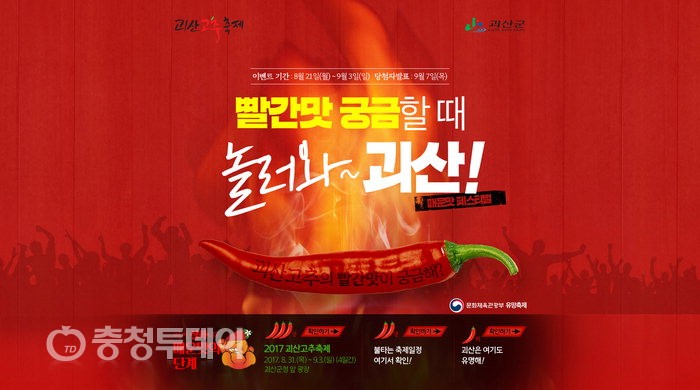 괴산고추축제
괴산군
이벤트 기간 : 8월 21일(월) ~ 9월 3일(일) 당첨자발표 : 9월 7일(목)
빨간맛 궁금할 때
놀러와~괴산!
매운맛 페스티벌
괴산고추의 빨간맛이 궁금해?
문화체육관광부 유망축제
TD 충청투데이
단계
확인하기
2017 괴산고추축제
2017. 8. 31.(목) ~ 9.3.(일) (4일간)
괴산군청 앞 광장
확인하기
불타는 축제일정
여기서 확인!
확인하기
괴산은 여기도
유명해!